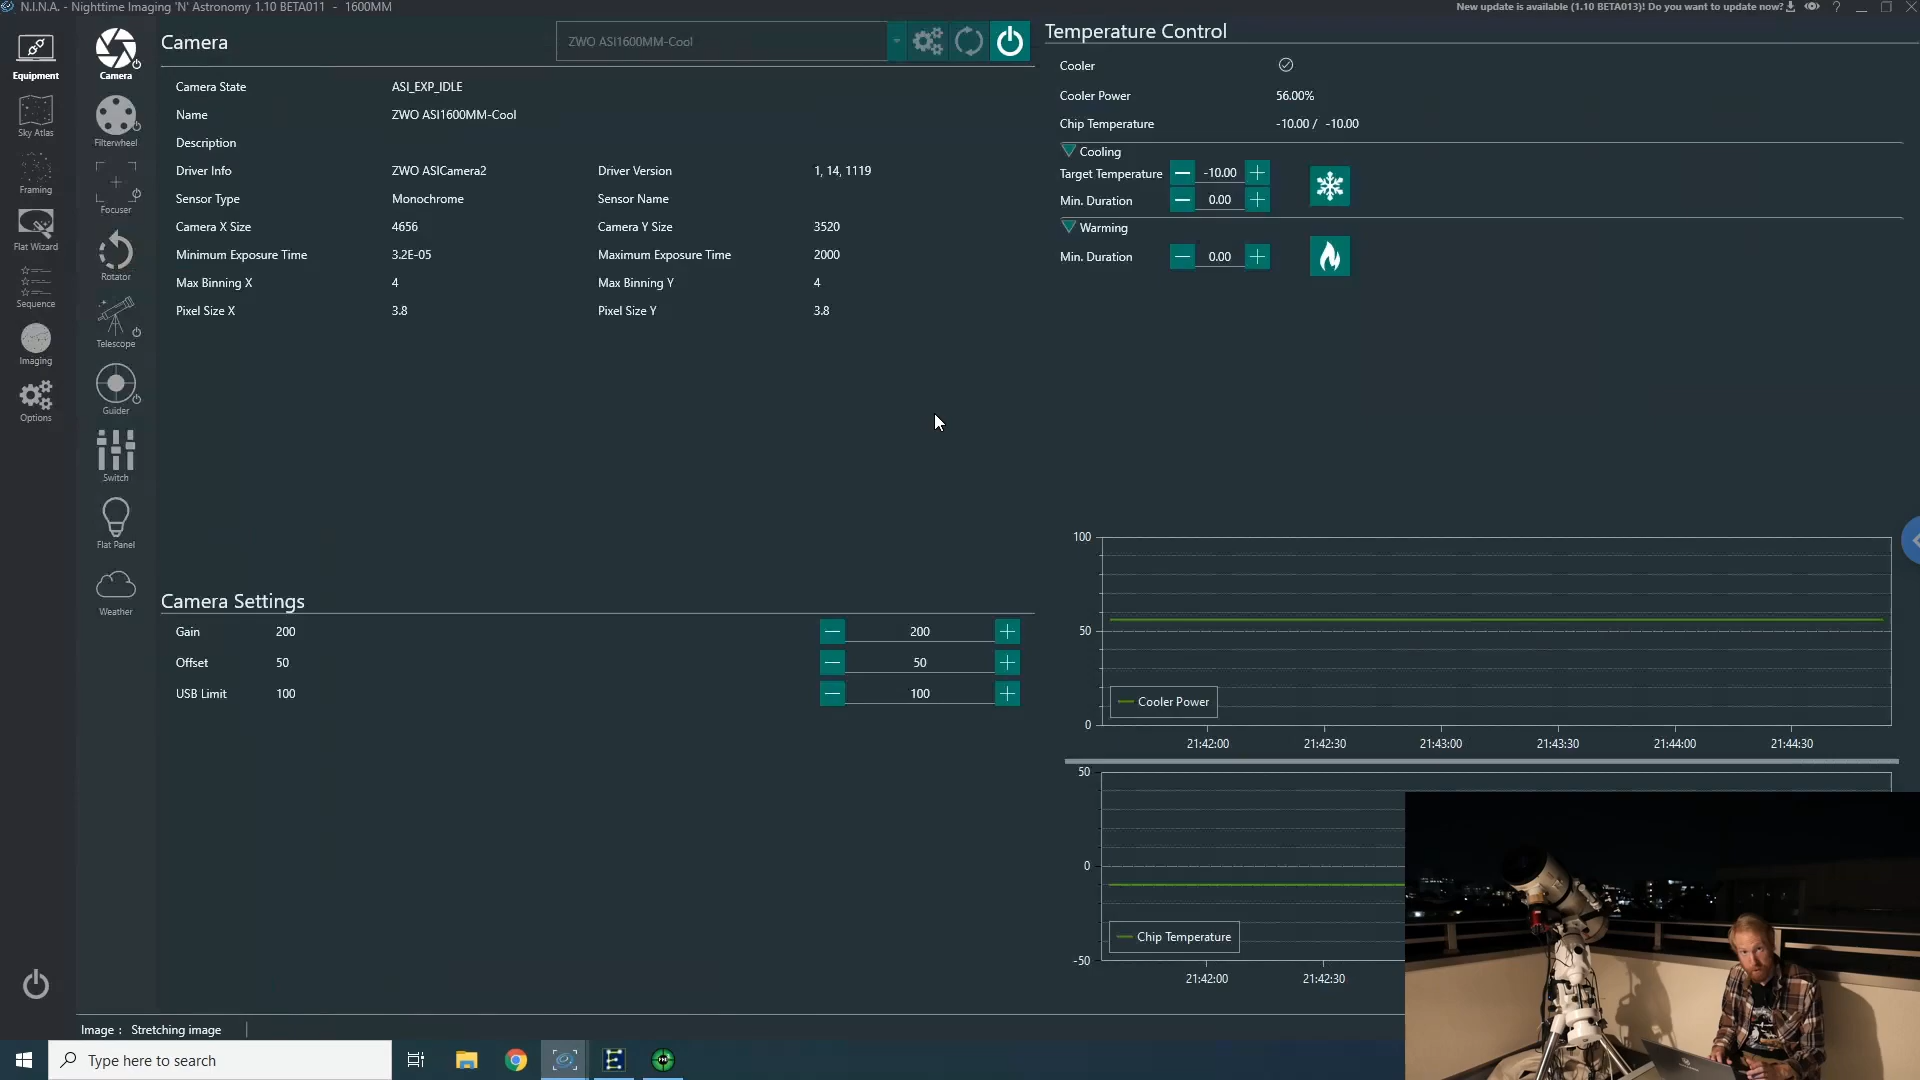 N.I.N.A. - Nighttime Imaging 'N' Astronomy 1.10 BETA011 - 1600MM
New update is available (1.10 BETA013)! Do you want to update now?
?
Equipment
Sky Atlas
Framing
Flat Wizard
Sequence
Imaging
Options
Camera
Filterwheel
Focuser
Rotator
Telescope
Guider
Switch
Flat Panel
Weather
Camera
ZWO ASI1600MM-Cool
Camera State ASI_EXP_IDLE
Name ZWO ASI1600MM-Cool
Description
Driver Info ZWO ASICamera2 Driver Version 1, 14, 1119
Sensor Type Monochrome Sensor Name
Camera X Size 4656 Camera Y Size 3520
Minimum Exposure Time 3.2E-05 Maximum Exposure Time 2000
Max Binning X 4 Max Binning Y 4
Pixel Size X 3.8 Pixel Size Y 3.8
Camera Settings
Gain 200 200
Offset 50 50
USB Limit 100 100
Temperature Control
Cooler
Cooler Power 56.00%
Chip Temperature -10.00 / -10.00
Cooling
Target Temperature -10.00
Min. Duration 0.00
Warming
Min. Duration 0.00
100
50
0
Cooler Power
21:42:00 21:42:30 21:43:00 21:43:30 21:44:00 21:44:30
50
0
-50
Chip Temperature
21:42:00 21:42:30
Image : Stretching image
Type here to search